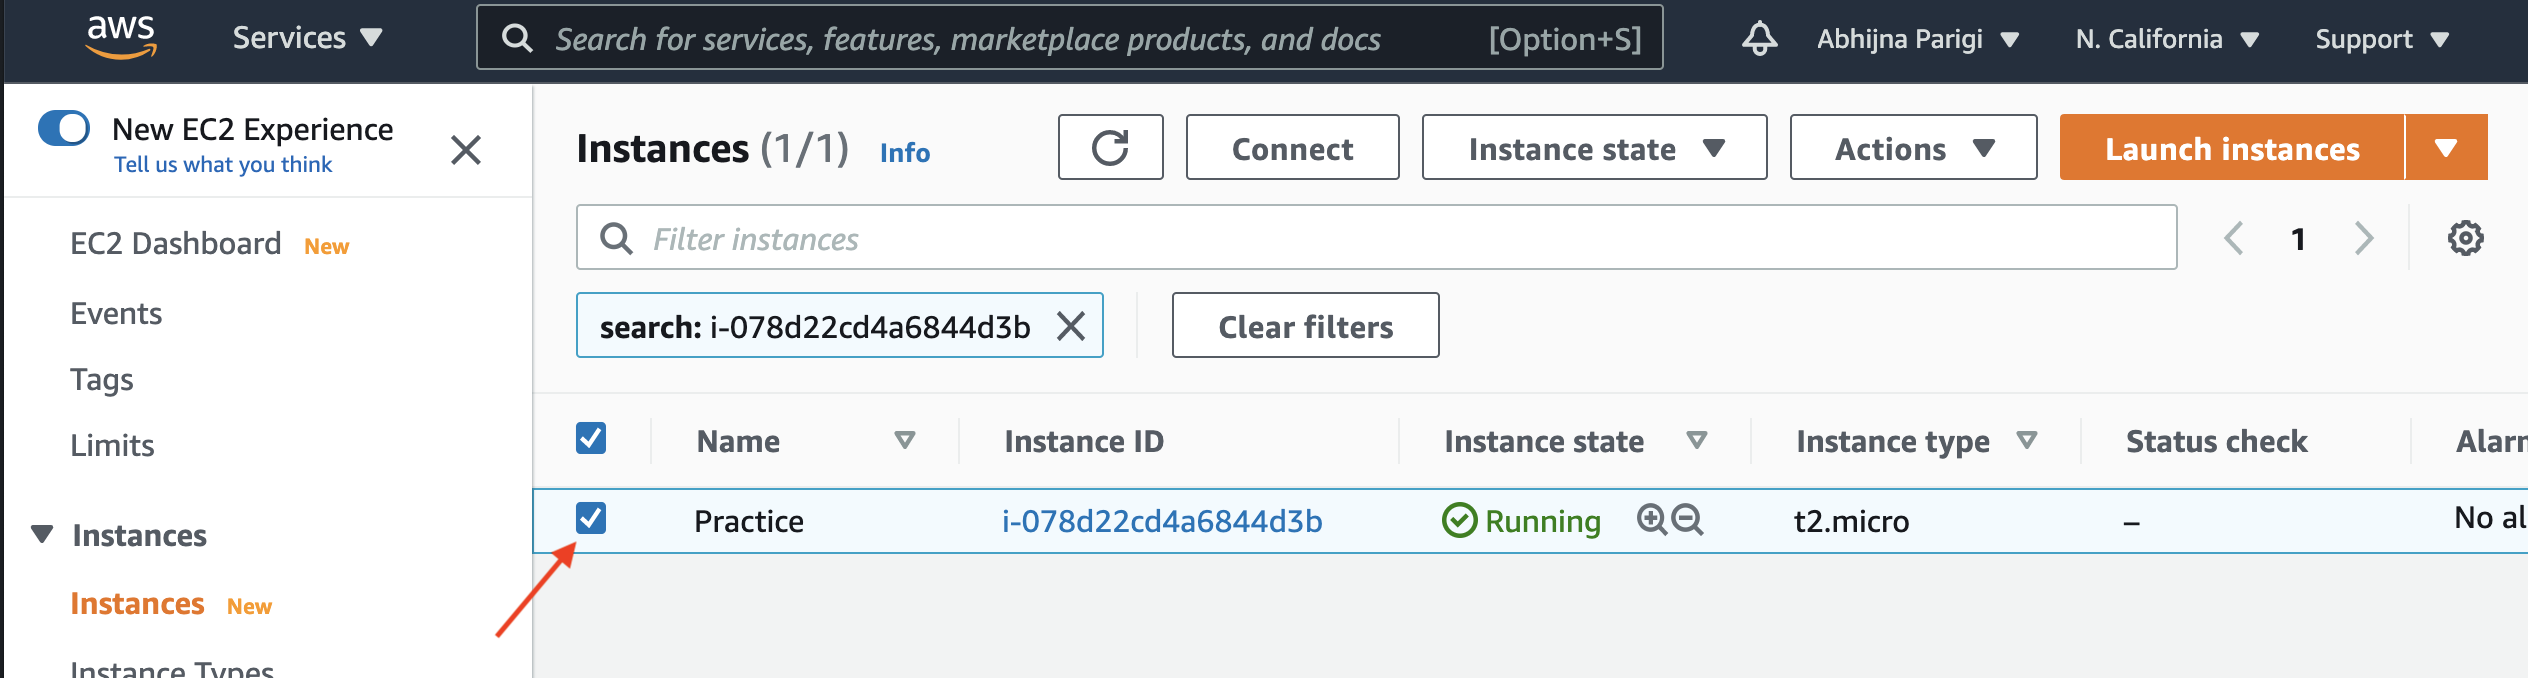 aws Services Search for services, features, marketplace products, and docs [Option+S] Abhijna Parigi N. California Support
New EC2 Experience
Tell us what you think
EC2 Dashboard New
Events
Tags
Limits
Instances
Instances New
Instance Types
Instances (1/1) Info Connect Instance state Actions Launch instances
Filter instances 1
search: i-078d22cd4a6844d3b Clear filters
Name Instance ID Instance state Instance type Status check Alarm
Practice i-078d22cd4a6844d3b Running t2.micro – No al